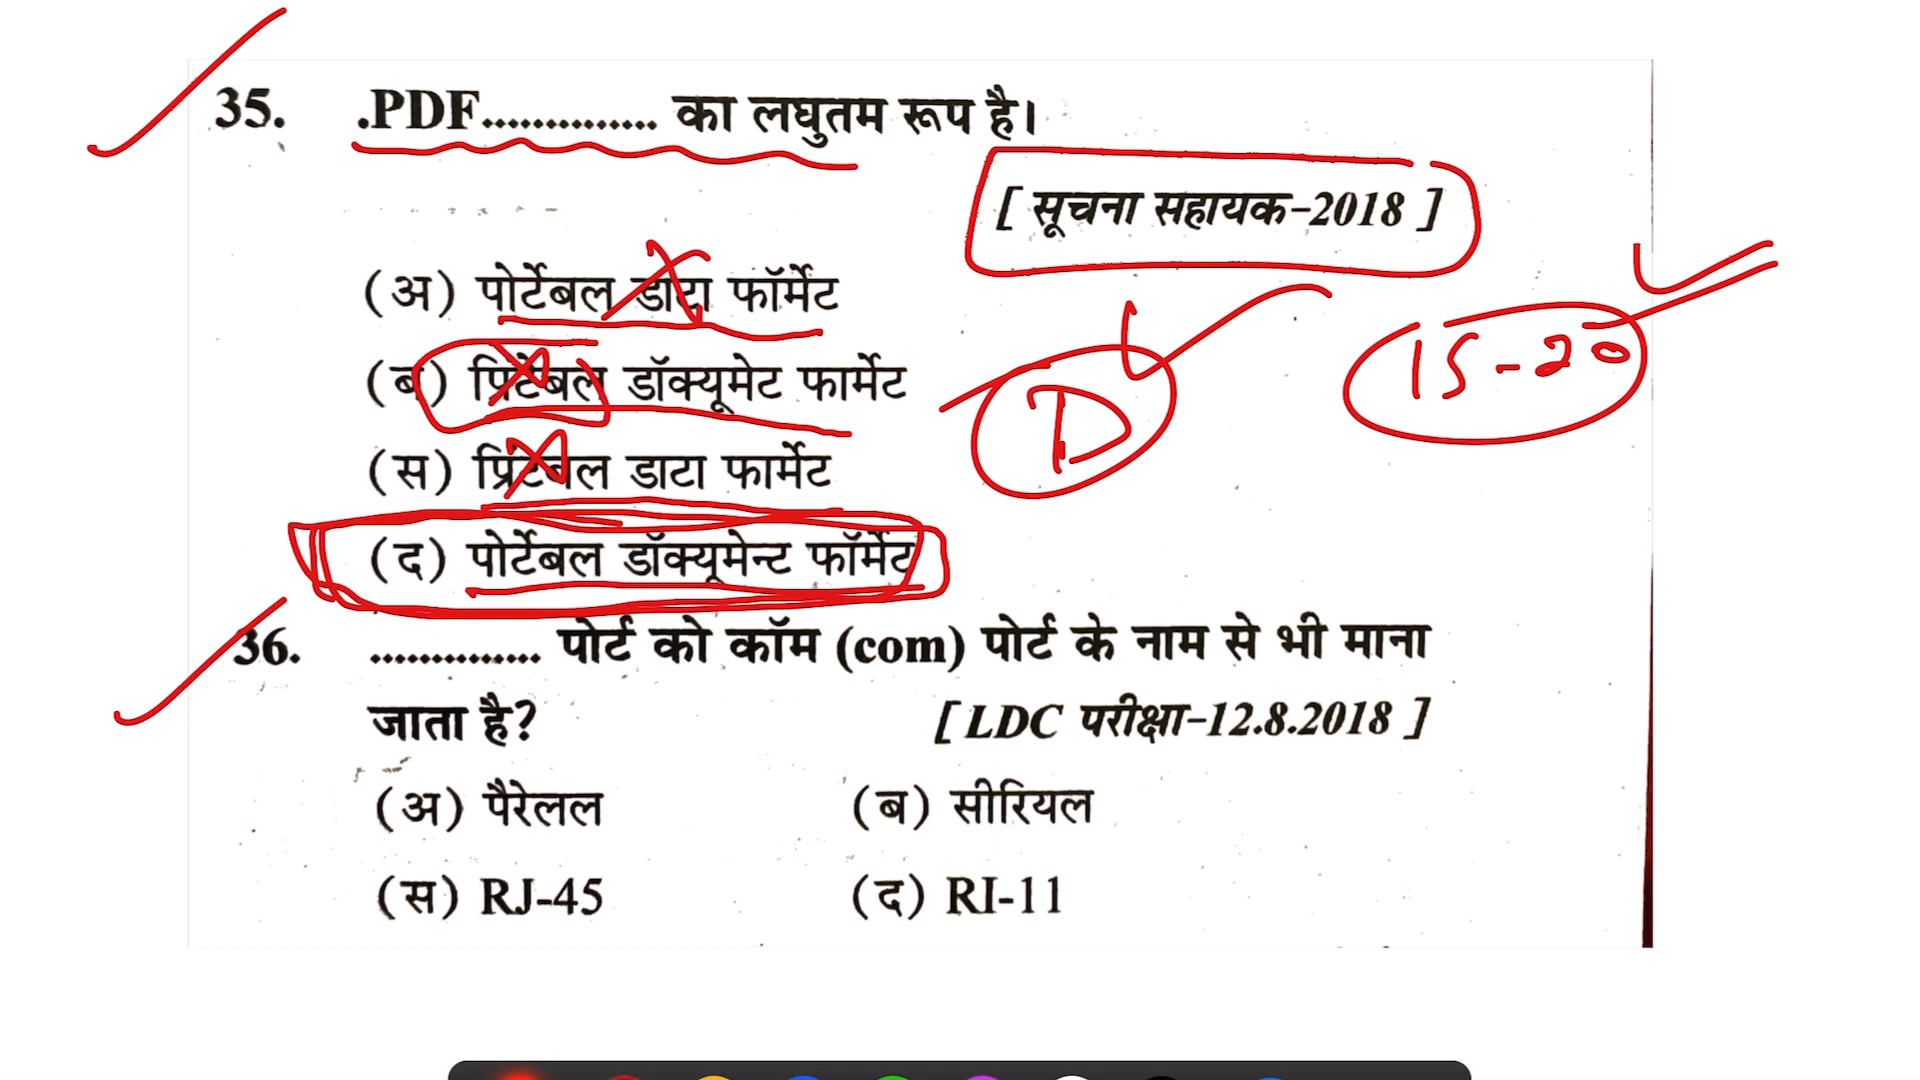 35. .PDF.............. का लघुतम रूप है।
[ सूचना सहायक-2018 ]
(अ) पोर्टेबल डाटा फॉर्मेट
(ब) प्रिटेबल डॉक्यूमेट फार्मेट
D
15-20
(स) प्रिंटेबल डाटा फार्मेट
(द) पोर्टेबल डॉक्यूमेन्ट फॉर्मेट
36. .............. पोर्ट को कॉम (com) पोर्ट के नाम से भी माना
जाता है? [ LDC परीक्षा-12.8.2018 ]
(अ) पैरेलल (ब) सीरियल
(स) RJ-45 (द) RI-11